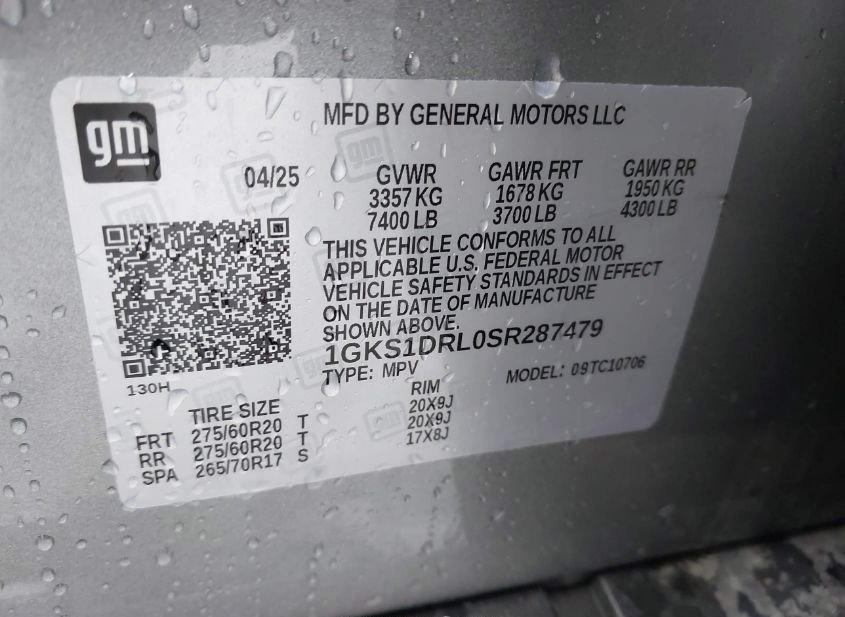 gm
MFD BY GENERAL MOTORS LLC
04/25
GVWR GAWR FRT GAWR RR
3357 KG 1678 KG 1950 KG
7400 LB 3700 LB 4300 LB
THIS VEHICLE CONFORMS TO ALL
APPLICABLE U.S. FEDERAL MOTOR
VEHICLE SAFETY STANDARDS IN EFFECT
ON THE DATE OF MANUFACTURE
SHOWN ABOVE.
1GKS1DRL0SR287479
TYPE: MPV MODEL: 09TC10706
130H
TIRE SIZE RIM
FRT 275/60R20 T 20X9J
RR 275/60R20 T 20X9J
SPA 265/70R17 S 17X8J